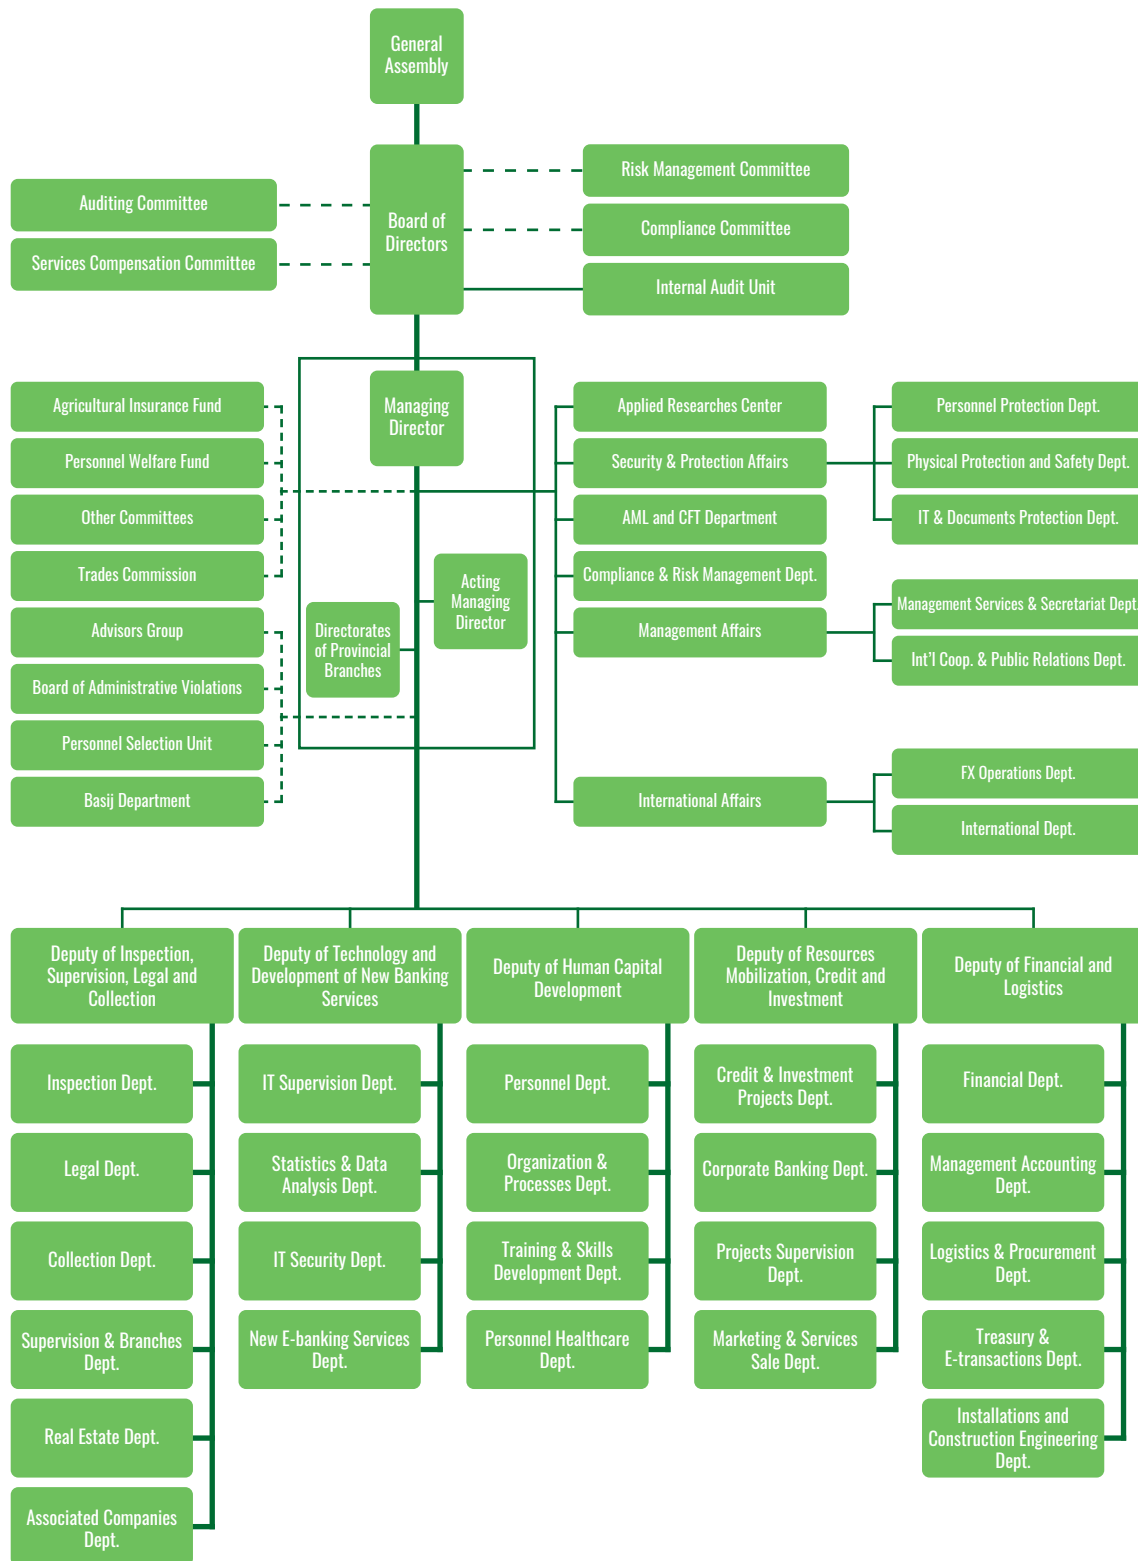 General
Assembly
Board of
Directors
Auditing Committee
Services Compensation Committee
Risk Management Committee
Compliance Committee
Internal Audit Unit
Managing
Director
Acting
Managing
Director
Directorates
of Provincial
Branches
Agricultural Insurance Fund
Personnel Welfare Fund
Other Committees
Trades Commission
Advisors Group
Board of Administrative Violations
Personnel Selection Unit
Basij Department
Applied Researches Center
Security & Protection Affairs
AML and CFT Department
Compliance & Risk Management Dept.
Management Affairs
International Affairs
Personnel Protection Dept.
Physical Protection and Safety Dept.
IT & Documents Protection Dept.
Management Services & Secretariat Dept.
Int'l Coop. & Public Relations Dept.
FX Operations Dept.
International Dept.
Deputy of Inspection,
Supervision, Legal and
Collection
Inspection Dept.
Legal Dept.
Collection Dept.
Supervision & Branches
Dept.
Real Estate Dept.
Associated Companies
Dept.
Deputy of Technology and
Development of New Banking
Services
IT Supervision Dept.
Statistics & Data
Analysis Dept.
IT Security Dept.
New E-banking Services
Dept.
Deputy of Human Capital
Development
Personnel Dept.
Organization &
Processes Dept.
Training & Skills
Development Dept.
Personnel Healthcare
Dept.
Deputy of Resources
Mobilization, Credit and
Investment
Credit & Investment
Projects Dept.
Corporate Banking Dept.
Projects Supervision
Dept.
Marketing & Services
Sale Dept.
Deputy of Financial and
Logistics
Financial Dept.
Management Accounting
Dept.
Logistics & Procurement
Dept.
Treasury &
E-transactions Dept.
Installations and
Construction Engineering
Dept.